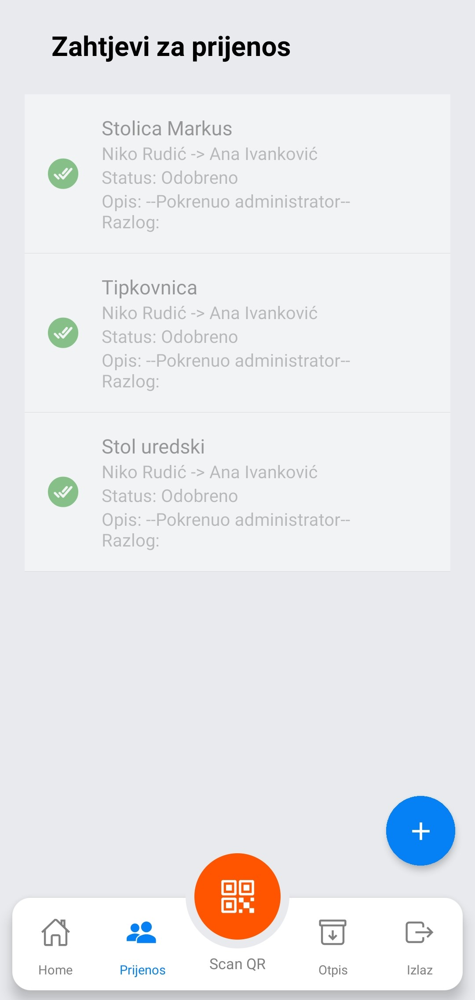 Zahtjevi za prijenos
Stolica Markus
Niko Rudić -> Ana Ivanković
Status: Odobreno
Opis: --Pokrenuo administrator--
Razlog:
Tipkovnica
Niko Rudić -> Ana Ivanković
Status: Odobreno
Opis: --Pokrenuo administrator--
Razlog:
Stol uredski
Niko Rudić -> Ana Ivanković
Status: Odobreno
Opis: --Pokrenuo administrator--
Razlog:
Home
Prijenos
Scan QR
Otpis
Izlaz